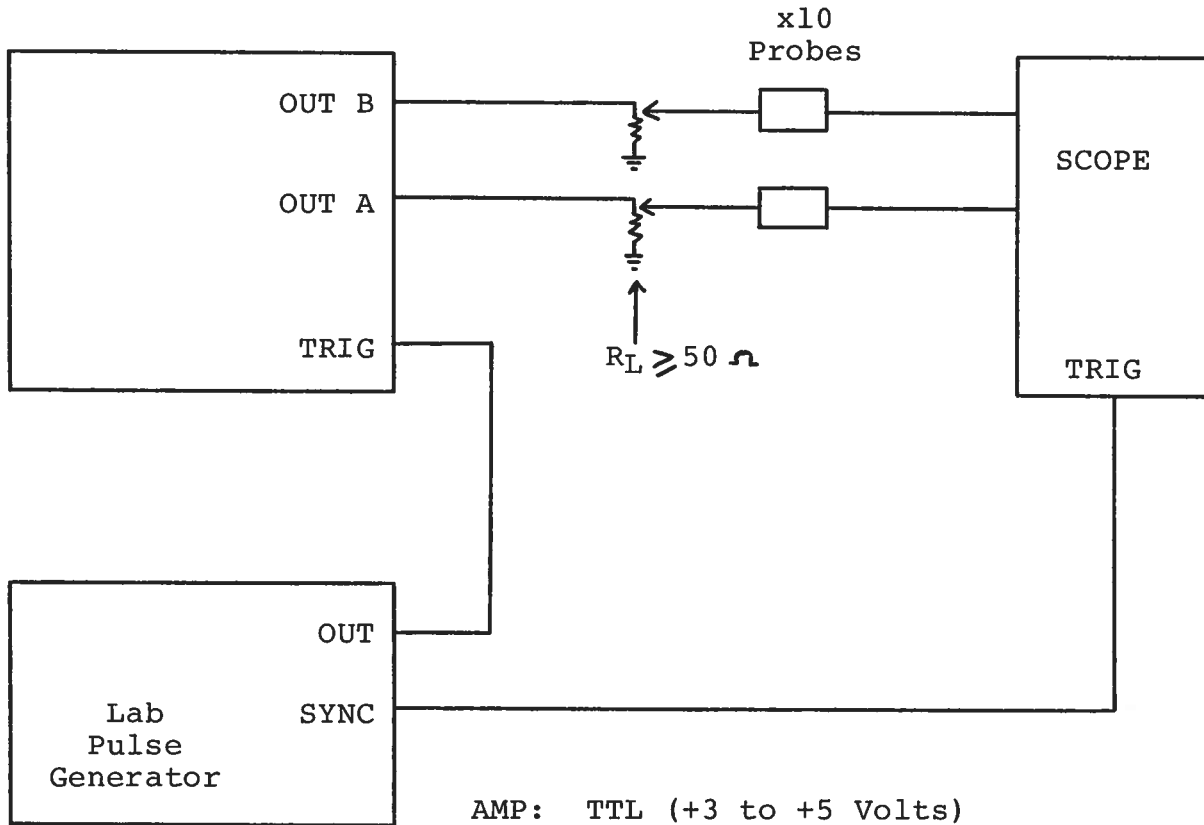 x10
Probes
OUT B
OUT A
TRIG
SCOPE
TRIG
R_L ≥ 50 Ω
OUT
SYNC
Lab
Pulse
Generator
AMP: TTL (+3 to +5 Volts)